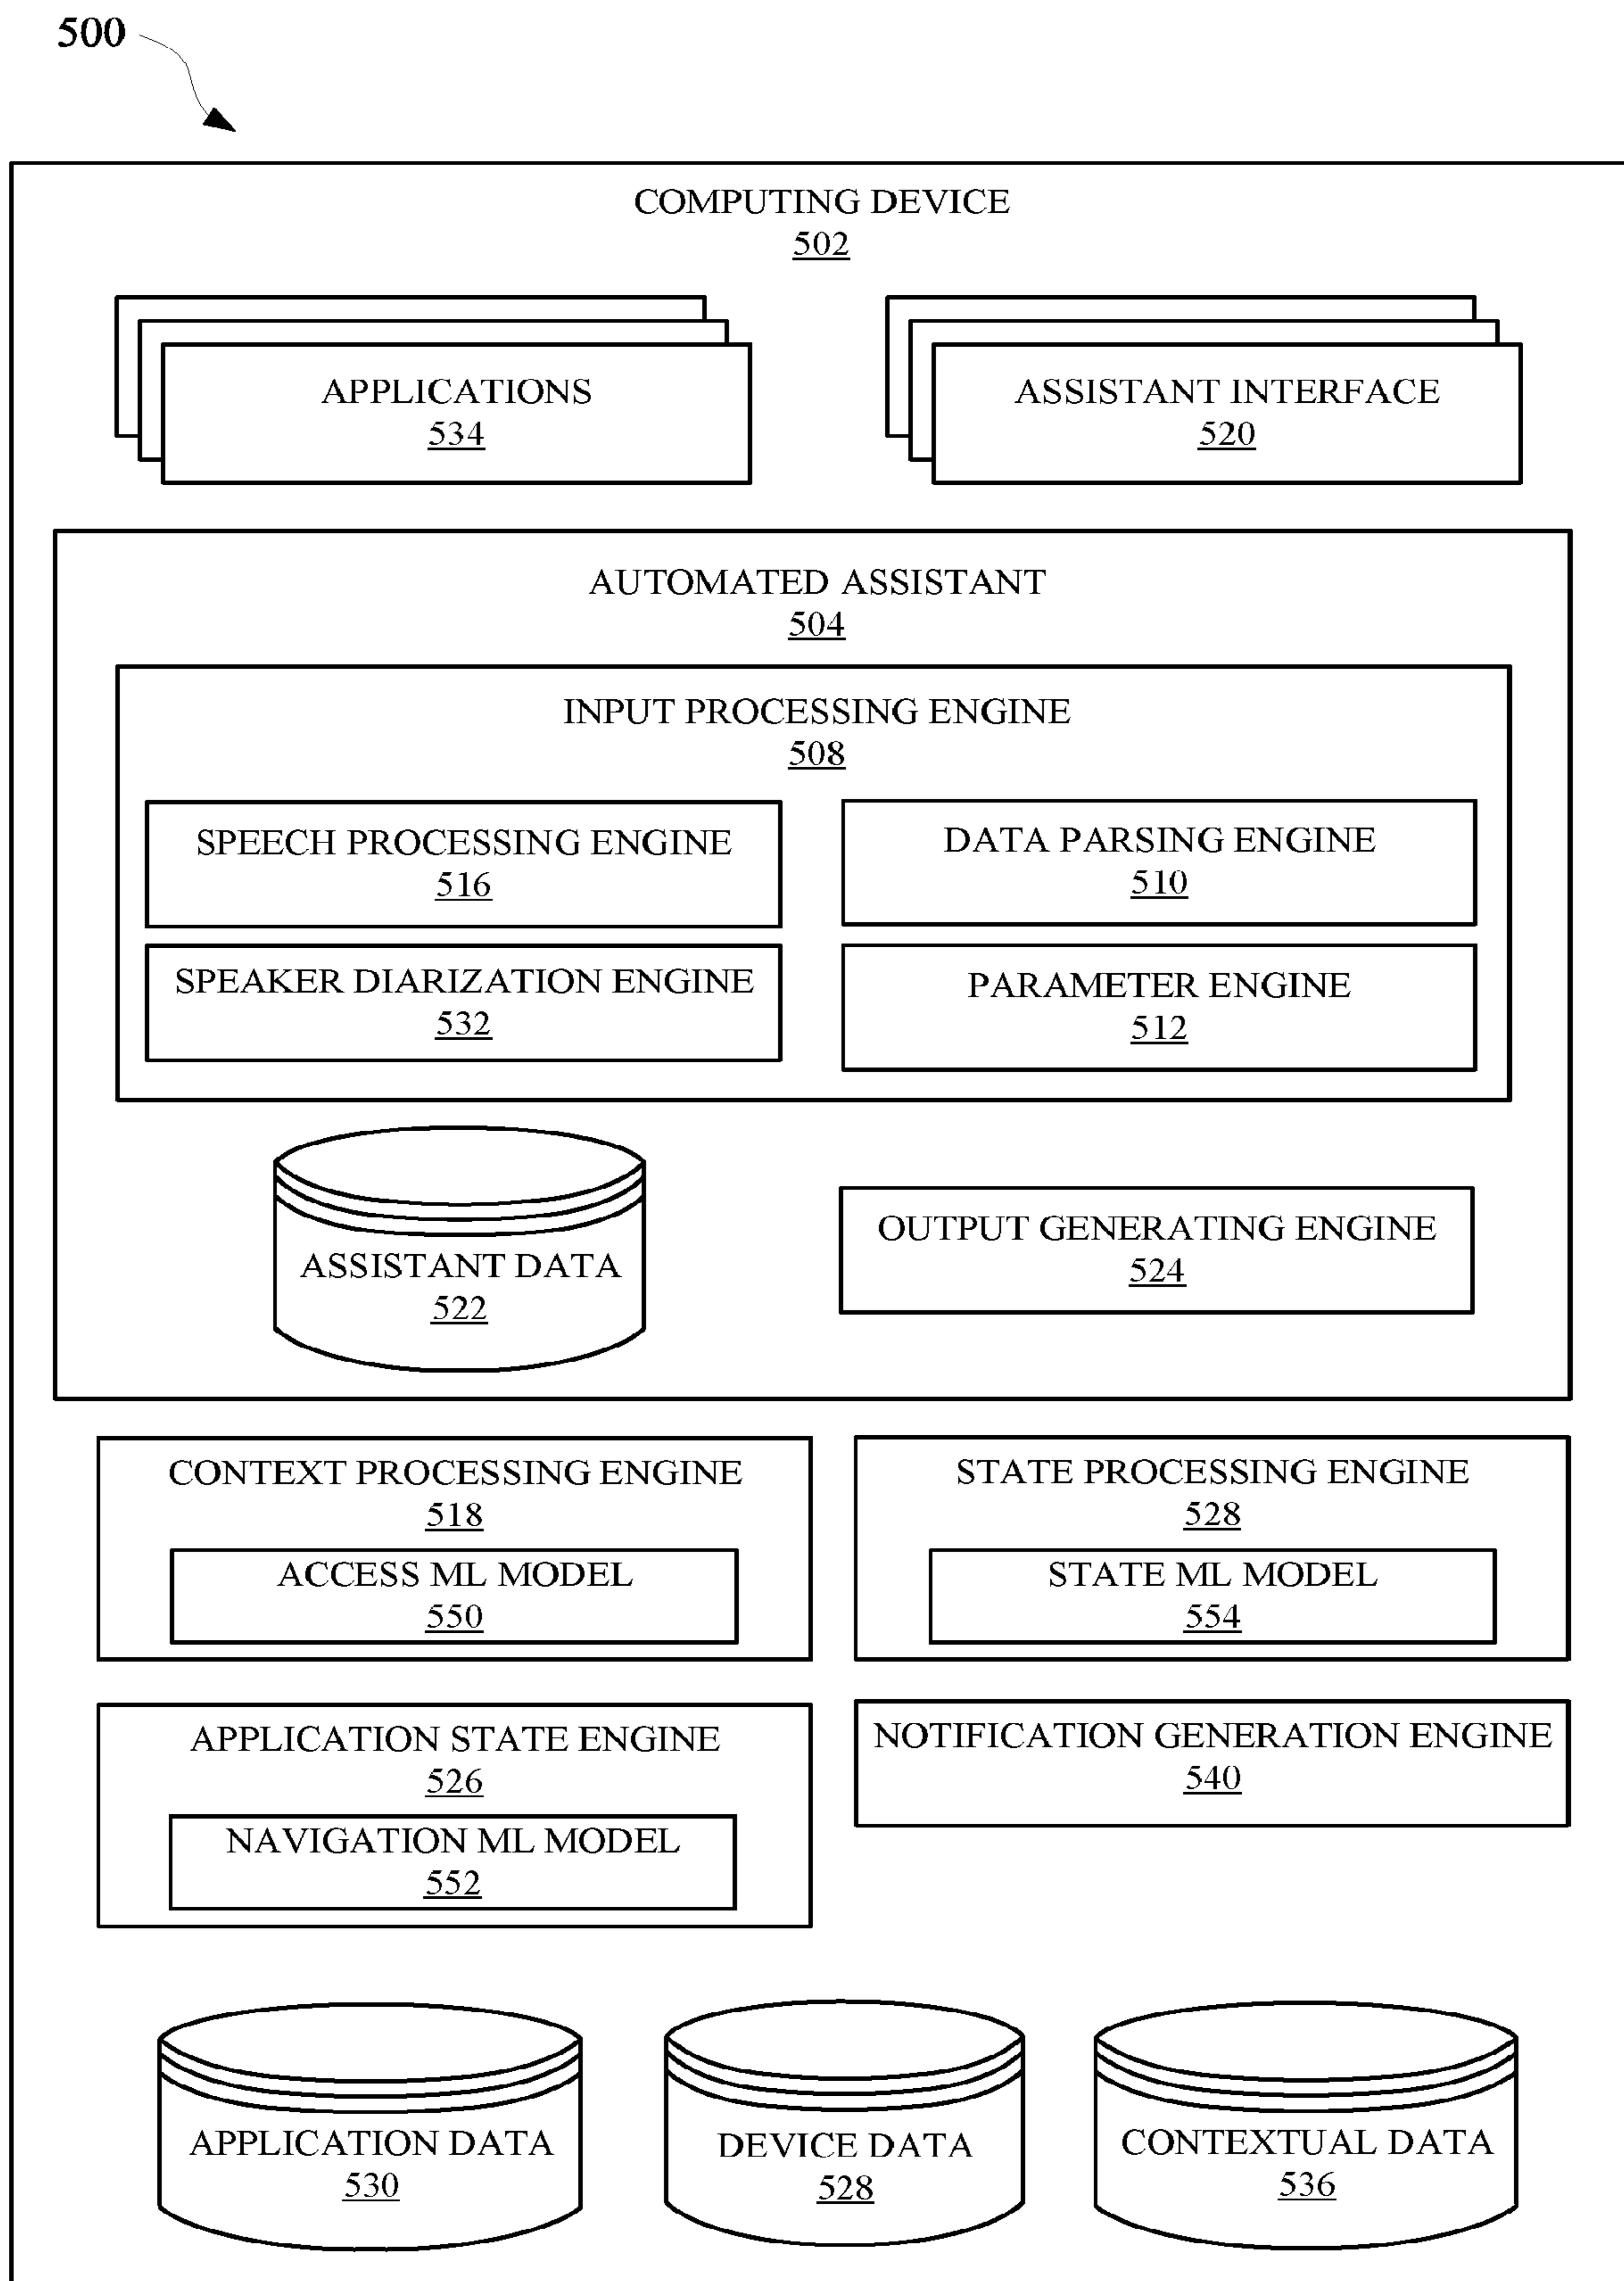 500
COMPUTING DEVICE
502
APPLICATIONS
534
ASSISTANT INTERFACE
520
AUTOMATED ASSISTANT
504
INPUT PROCESSING ENGINE
508
SPEECH PROCESSING ENGINE
516
DATA PARSING ENGINE
510
SPEAKER DIARIZATION ENGINE
532
PARAMETER ENGINE
512
ASSISTANT DATA
522
OUTPUT GENERATING ENGINE
524
CONTEXT PROCESSING ENGINE
518
ACCESS ML MODEL
550
STATE PROCESSING ENGINE
528
STATE ML MODEL
554
APPLICATION STATE ENGINE
526
NAVIGATION ML MODEL
552
NOTIFICATION GENERATION ENGINE
540
APPLICATION DATA
530
DEVICE DATA
528
CONTEXTUAL DATA
536